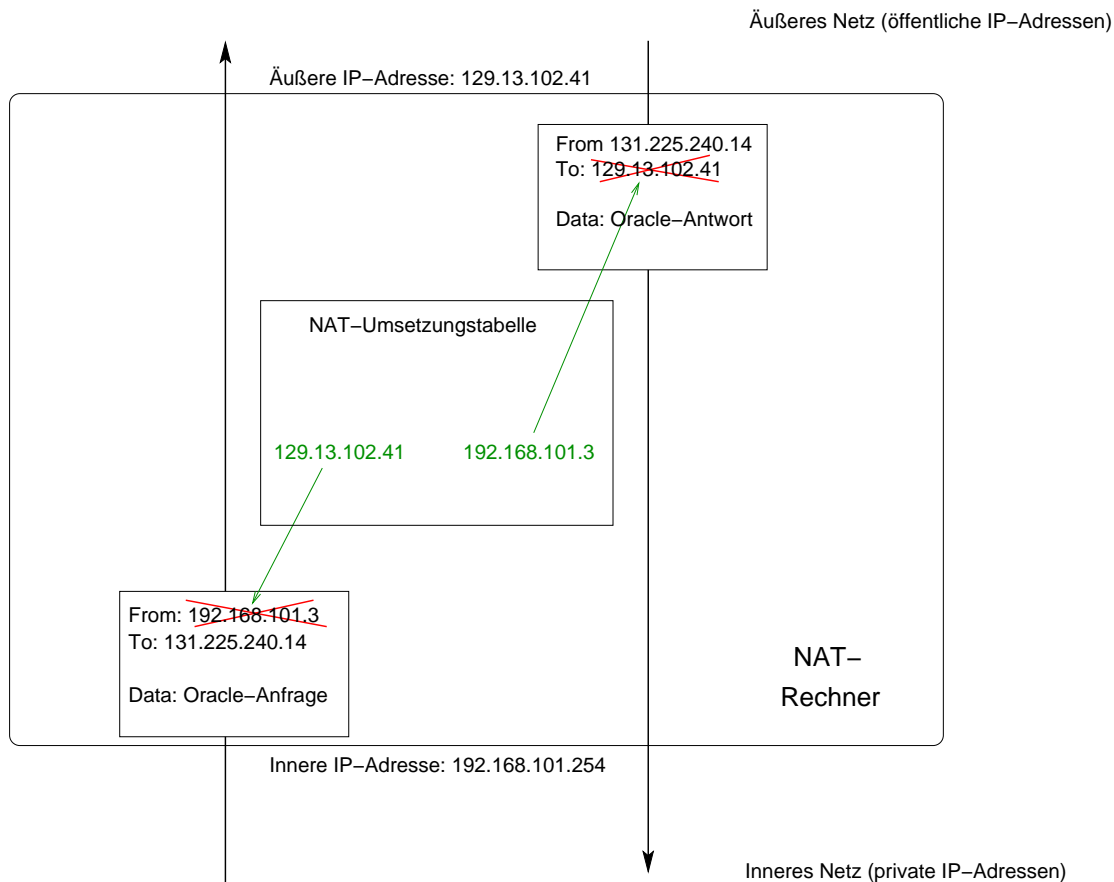 Äußeres Netz (öffentliche IP−Adressen)
Äußere IP−Adresse: 129.13.102.41
From 131.225.240.14
To: 129.13.102.41
Data: Oracle−Antwort
NAT−Umsetzungstabelle
129.13.102.41 192.168.101.3
From: 192.168.101.3
To: 131.225.240.14
Data: Oracle−Anfrage
NAT−
Rechner
Innere IP−Adresse: 192.168.101.254
Inneres Netz (private IP−Adressen)